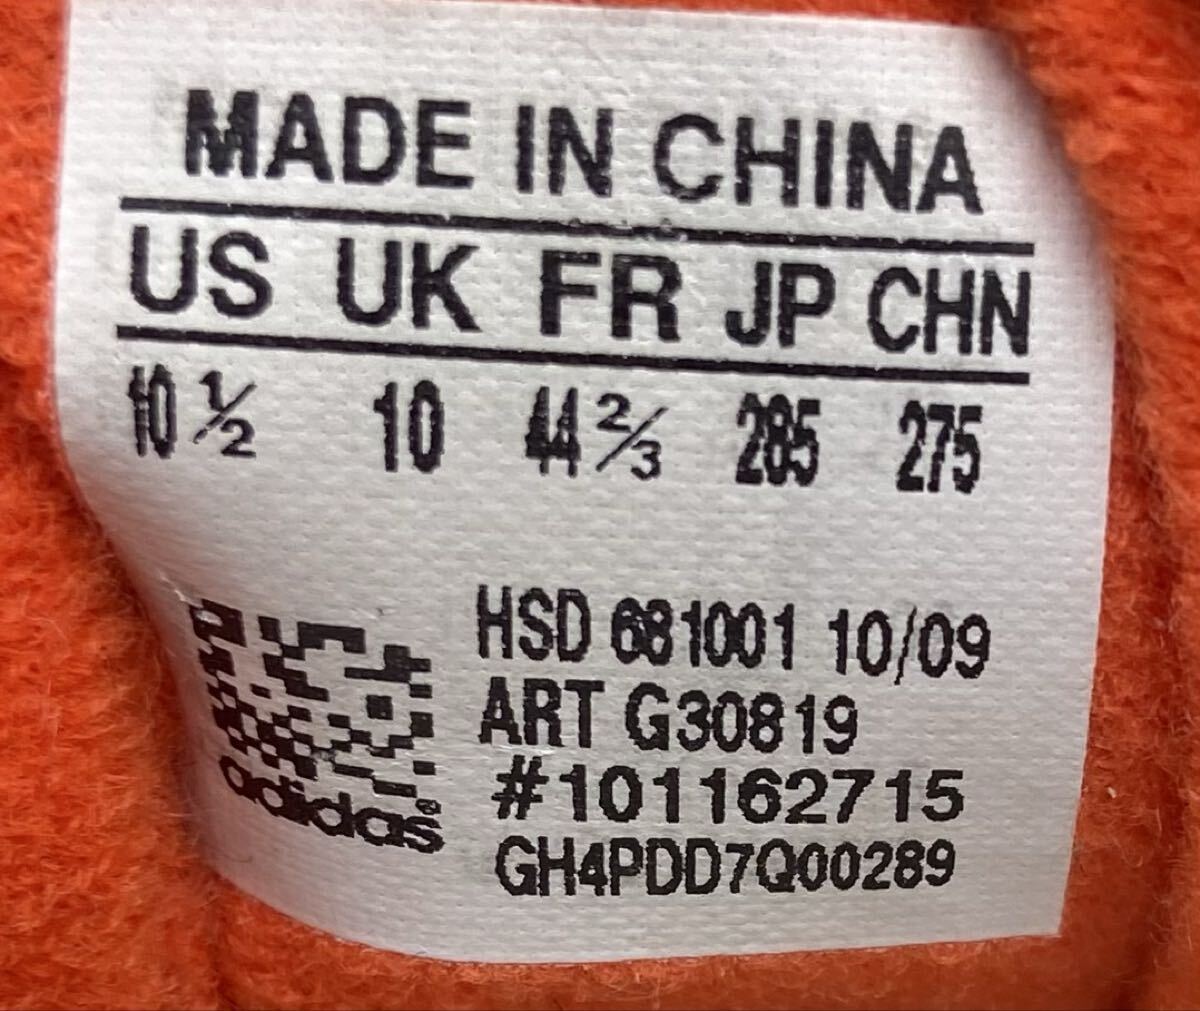 MADE IN CHINA
US UK FR JP CHN
10 1/2 10 44 2/3 285 275
HSD 681001 10/09
ART G30819
#101162715
GH4PDD7Q00289
adidas®